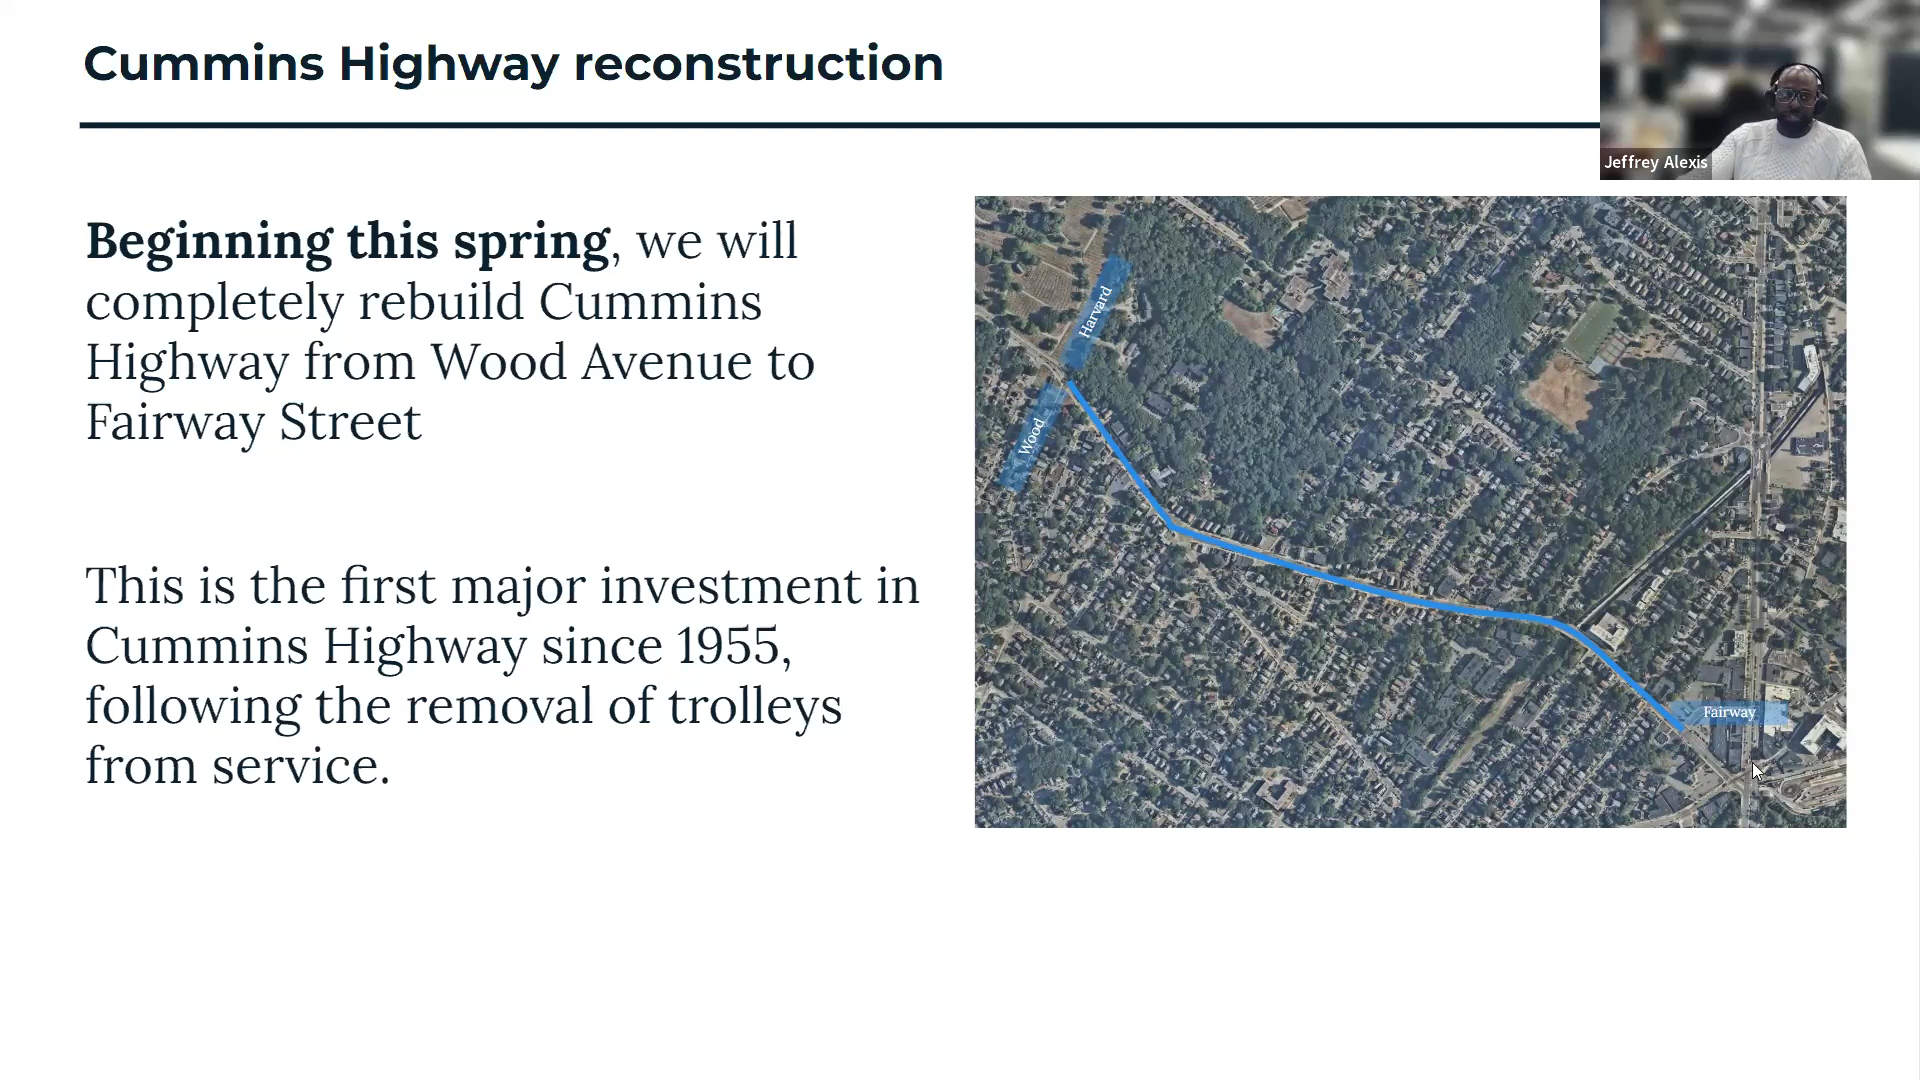 Cummins Highway reconstruction
Jeffrey Alexis
Beginning this spring, we will
completely rebuild Cummins
Highway from Wood Avenue to
Fairway Street
This is the first major investment in
Cummins Highway since 1955,
following the removal of trolleys
from service.
Harvard
Wood
Fairway